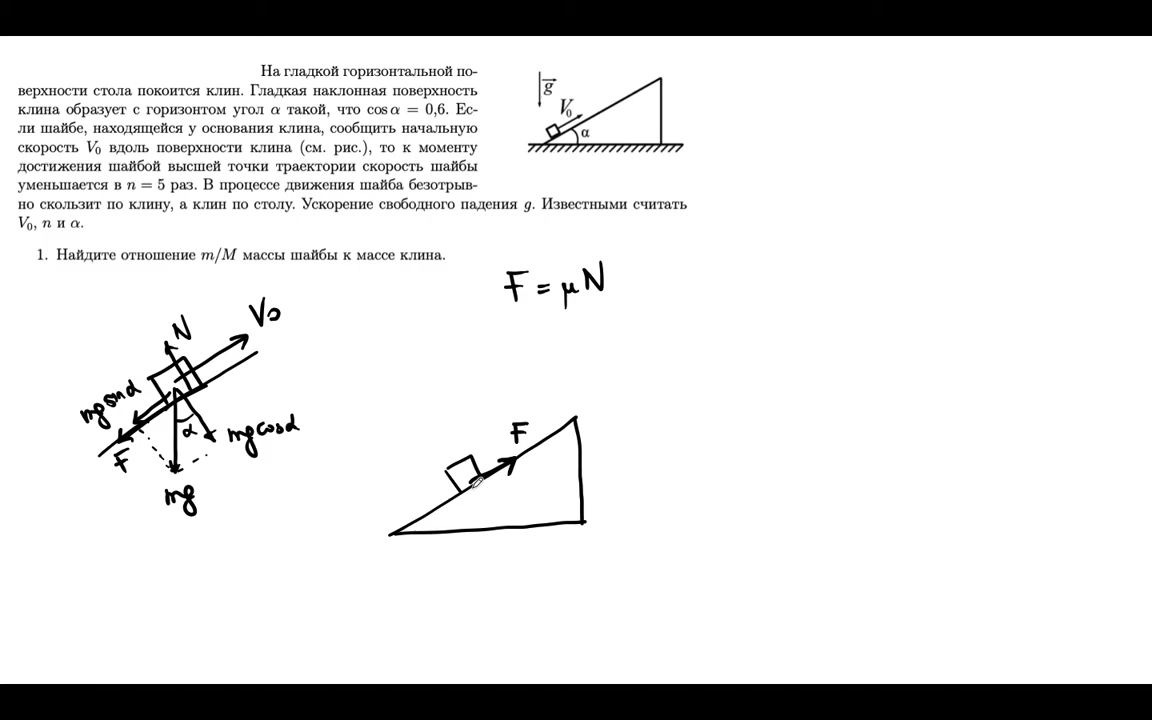 На гладкой горизонтальной по-
верхности стола покоится клин. Гладкая наклонная поверхность
клина образует с горизонтом угол α такой, что cos α = 0,6. Ес-
ли шайбе, находящейся у основания клина, сообщить начальную
скорость V₀ вдоль поверхности клина (см. рис.), то к моменту
достижения шайбой высшей точки траектории скорость шайбы
уменьшается в n = 5 раз. В процессе движения шайба безотрыв-
но скользит по клину, а клин по столу. Ускорение свободного падения g. Известными считать
V₀, n и α.
g
V₀
α
1. Найдите отношение m/M массы шайбы к массе клина.
F = μN
V₀
N
mg sinα
α
mg cosα
F
mg
F